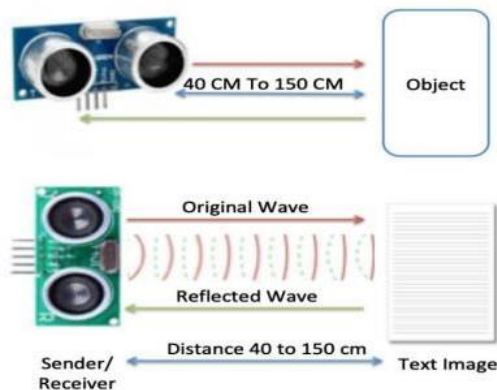 40 CM To 150 CM
Object
Original Wave
Reflected Wave
Distance 40 to 150 cm
Sender/
Receiver
Text Image